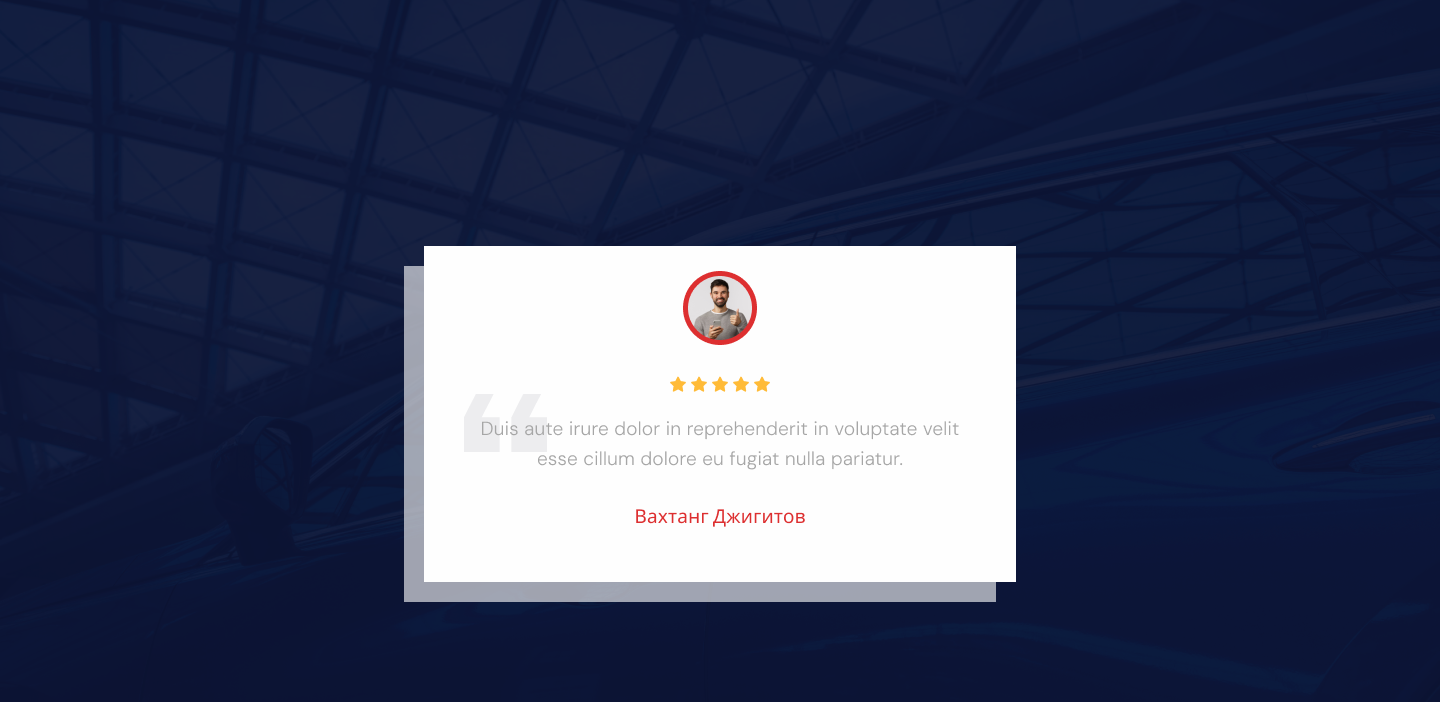 Duis aute irure dolor in reprehenderit in voluptate velit
esse cillum dolore eu fugiat nulla pariatur.
Вахтанг Джигитов